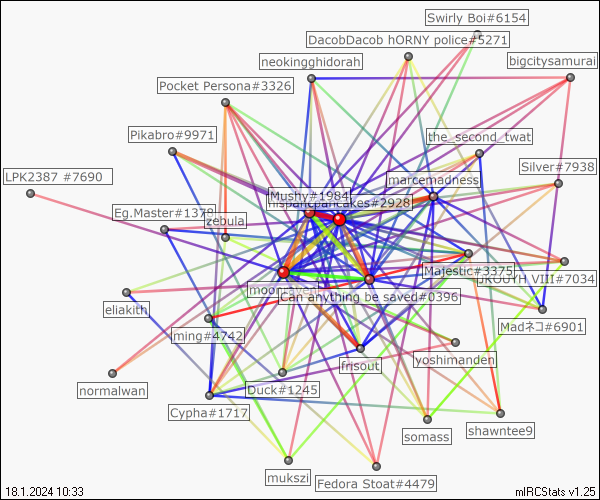 Swirly Boi#6154
DacobDacob hORNY police#5271
neokingghidorah
bigcitysamurai
Pocket Persona#3326
Pikabro#9971
the_second_twat
LPK2387 #7690
Silver#7938
marcemadness
Mushy#1984
hispanicpancakes#2928
Eg.Master#1379
zebula
Majestic#3375
JKOUYH VIII#7034
Can anything be saved#0396
eliakith
ming#4742
Madネコ#6901
frisout
yoshimanden
normalwan
Duck#1245
Cypha#1717
somass
shawntee9
mukszi
Fedora Stoat#4479
18.1.2024 10:33
mIRCStats v1.25